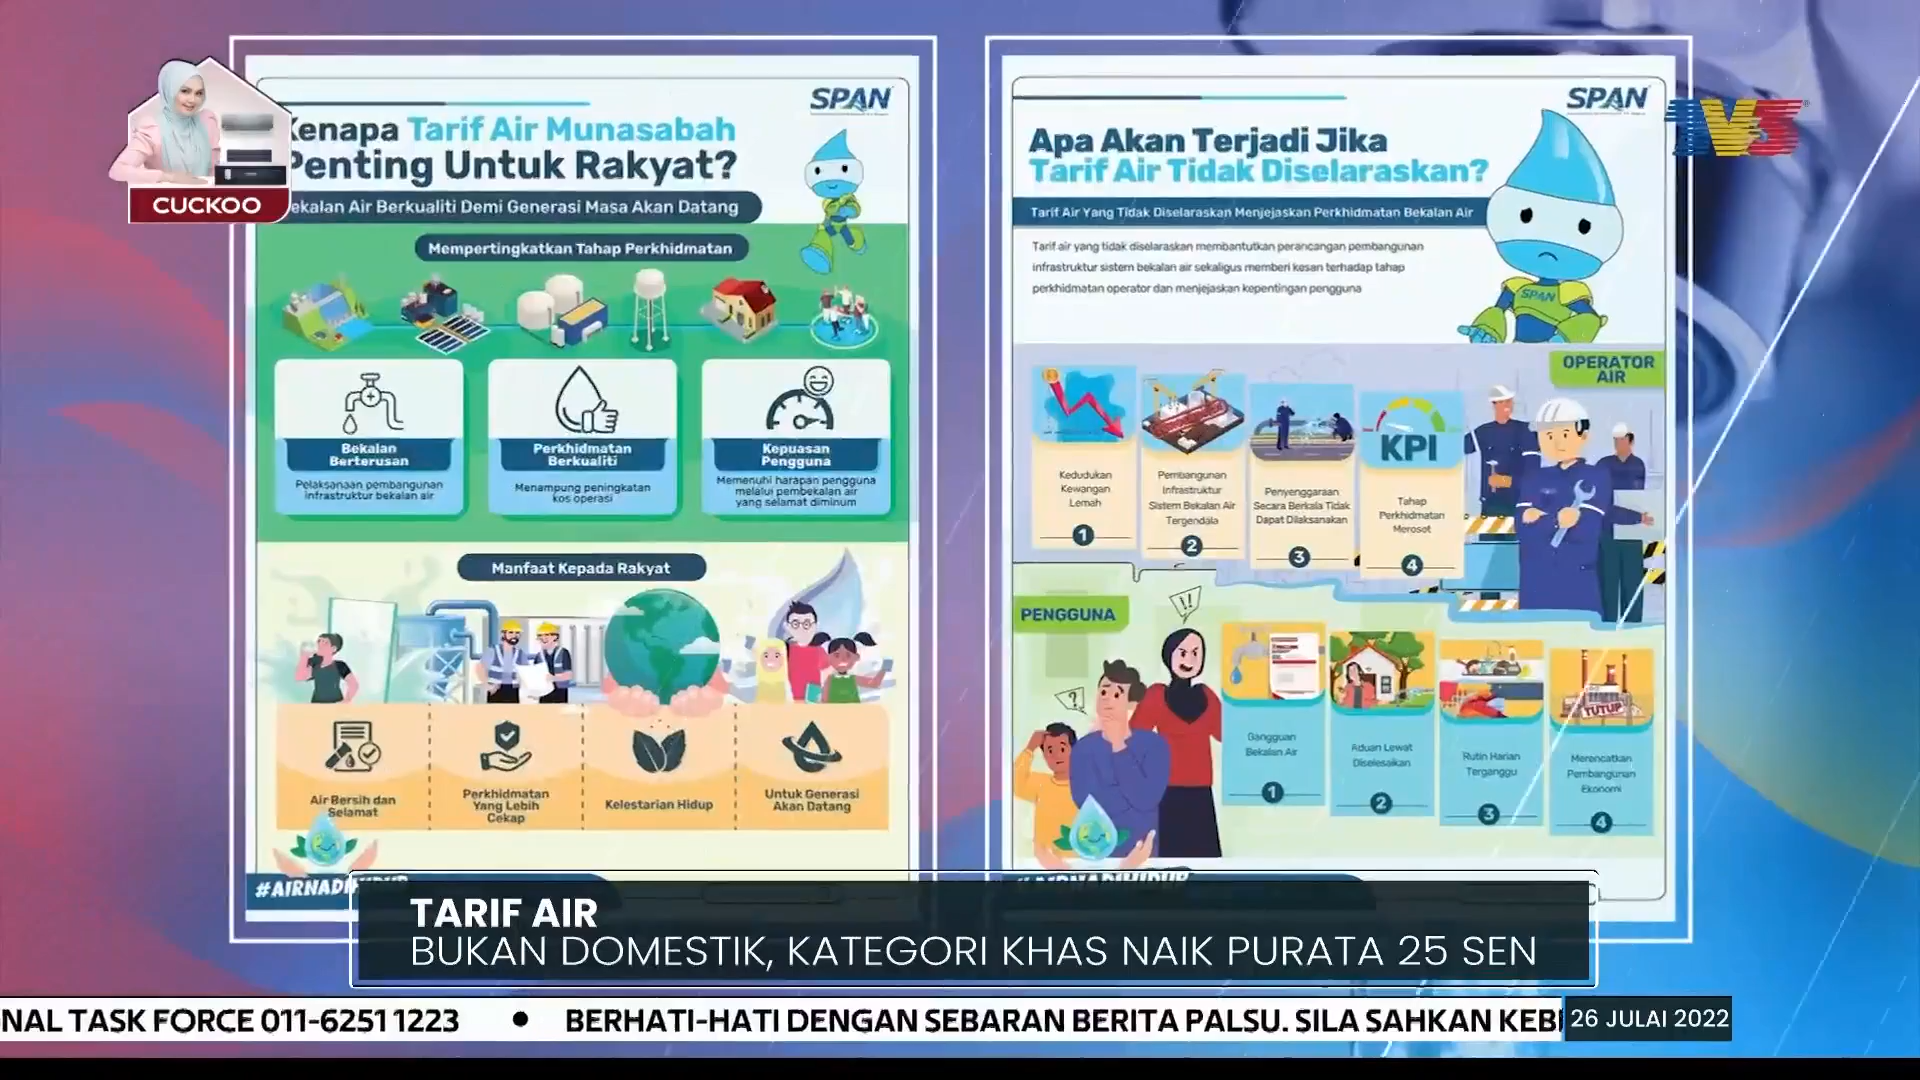 CUCKOO
SPAN
Kenapa Tarif Air Munasabah
Penting Untuk Rakyat?
ekalan Air Berkualiti Demi Generasi Masa Akan Datang
Mempertingkatkan Tahap Perkhidmatan
Bekalan
Berterusan
Pelaksanaan pembangunan
infrastruktur bekalan air
Perkhidmatan
Berkualiti
Menampung peningkatan
kos operasi
Kepuasan
Pengguna
Memenuhi harapan pengguna
melalui pembekalan air
yang selamat diminum
Manfaat Kepada Rakyat
Air Bersih dan
Selamat
Perkhidmatan
Yang Lebih
Cekap
Kelestarian Hidup
Untuk Generasi
Akan Datang
#AIRNADIHIDUP
SPAN
TV3
Apa Akan Terjadi Jika
Tarif Air Tidak Diselaraskan?
Tarif Air Yang Tidak Diselaraskan Menjejaskan Perkhidmatan Bekalan Air
Tarif air yang tidak diselaraskan membantutkan perancangan pembangunan
infrastruktur sistem bekalan air sekaligus memberi kesan terhadap tahap
perkhidmatan operator dan menjejaskan kepentingan pengguna
SPAN
OPERATOR
AIR
Kedudukan
Kewangan
Lemah
1
Pembangunan
Infrastruktur
Sistem Bekalan Air
Tergendala
2
Penyenggaraan
Secara Berkala Tidak
Dapat Dilaksanakan
3
KPI
Tahap
Perkhidmatan
Merosot
4
PENGGUNA
!!
?
Gangguan
Bekalan Air
1
Aduan Lewat
Diselesaikan
2
Rutin Harian
Terganggu
3
TUTUP
Merencatkan
Pembangunan
Ekonomi
4
#AIRNADIHIDUP
TARIF AIR
BUKAN DOMESTIK, KATEGORI KHAS NAIK PURATA 25 SEN
NAL TASK FORCE 011-62511223 • BERHATI-HATI DENGAN SEBARAN BERITA PALSU. SILA SAHKAN KEB
26 JULAI 2022